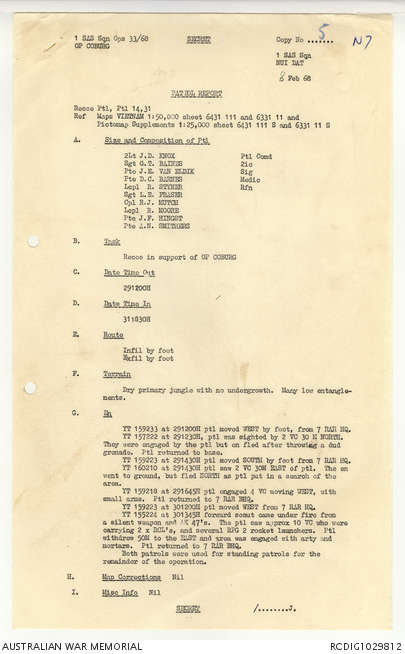 1 SAS Sqn Ops 33/68 SECRET Copy No ....5...
OP COBURG N7
1 SAS Sqn
NUI DAT
8 Feb 68
PATROL REPORT
Recce Ptl, Ptl 14,31
Ref Maps VIETNAM 1:50,000 sheet 6431 111 and 6331 11 and
Pictomap Supplements 1:25,000 sheet 6431 111 S and 6331 11 S
A. Size and Composition of Ptl
2Lt J.D. KNOX Ptl Comd
Sgt G.T. BAINES 2ic
Pte J.E. VAN ELDIK Sig
Pte D.C. BARNES Medic
Lcpl R. STYNER Rfn
Sgt L.E. FRASER
Cpl R.J. MUTCH
Lcpl R. MOORE
Pte J.F. HINGST
Pte A.N. SMITHERS
B. Task
Recce in support of OP COBURG
C. Date Time Out
291200H
D. Date Time In
311830H
E. Route
Infil by foot
Exfil by foot
F. Terrain
Dry primary jungle with no undergrowth. Many low entangle-
ments.
G. En
YT 159233 at 291200H ptl moved WEST by foot, from 7 RAR HQ.
YT 157222 at 291230H, ptl was sighted by 2 VC 30 M NORTH.
They were engaged by the ptl but en fled after throwing a dud
grenade. Ptl returned to base.
YT 159223 at 291430H ptl moved SOUTH by foot from 7 RAR HQ
YT 160210 at 291430H ptl saw 2 VC 30M EAST of ptl. The en
went to ground, but fled NORTH as ptl put in a search of the
area.
YT 159218 at 291645H ptl engaged 4 VC moving WEST, with
small arms. Ptl returned to 7 RAR BHQ.
YT 159223 at 301200H ptl moved WEST from 7 RAR HQ.
YT 155224 at 301345H forward scout came under fire from
a silent weapon and AK 47's. The ptl saw approx 10 VC who were
carrying 2 x RCL's, and several RPG 2 rocket launchers. Ptl
withdrew 50M to the EAST and area was engaged with arty and
mortars. Ptl returned to 7 RAR BHQ.
Both patrols were used for standing patrols for the
remainder of the operation.
H. Map Corrections Nil
I. Misc Info Nil
SECRET /........J.
AUSTRALIAN WAR MEMORIAL RCDIG1029812